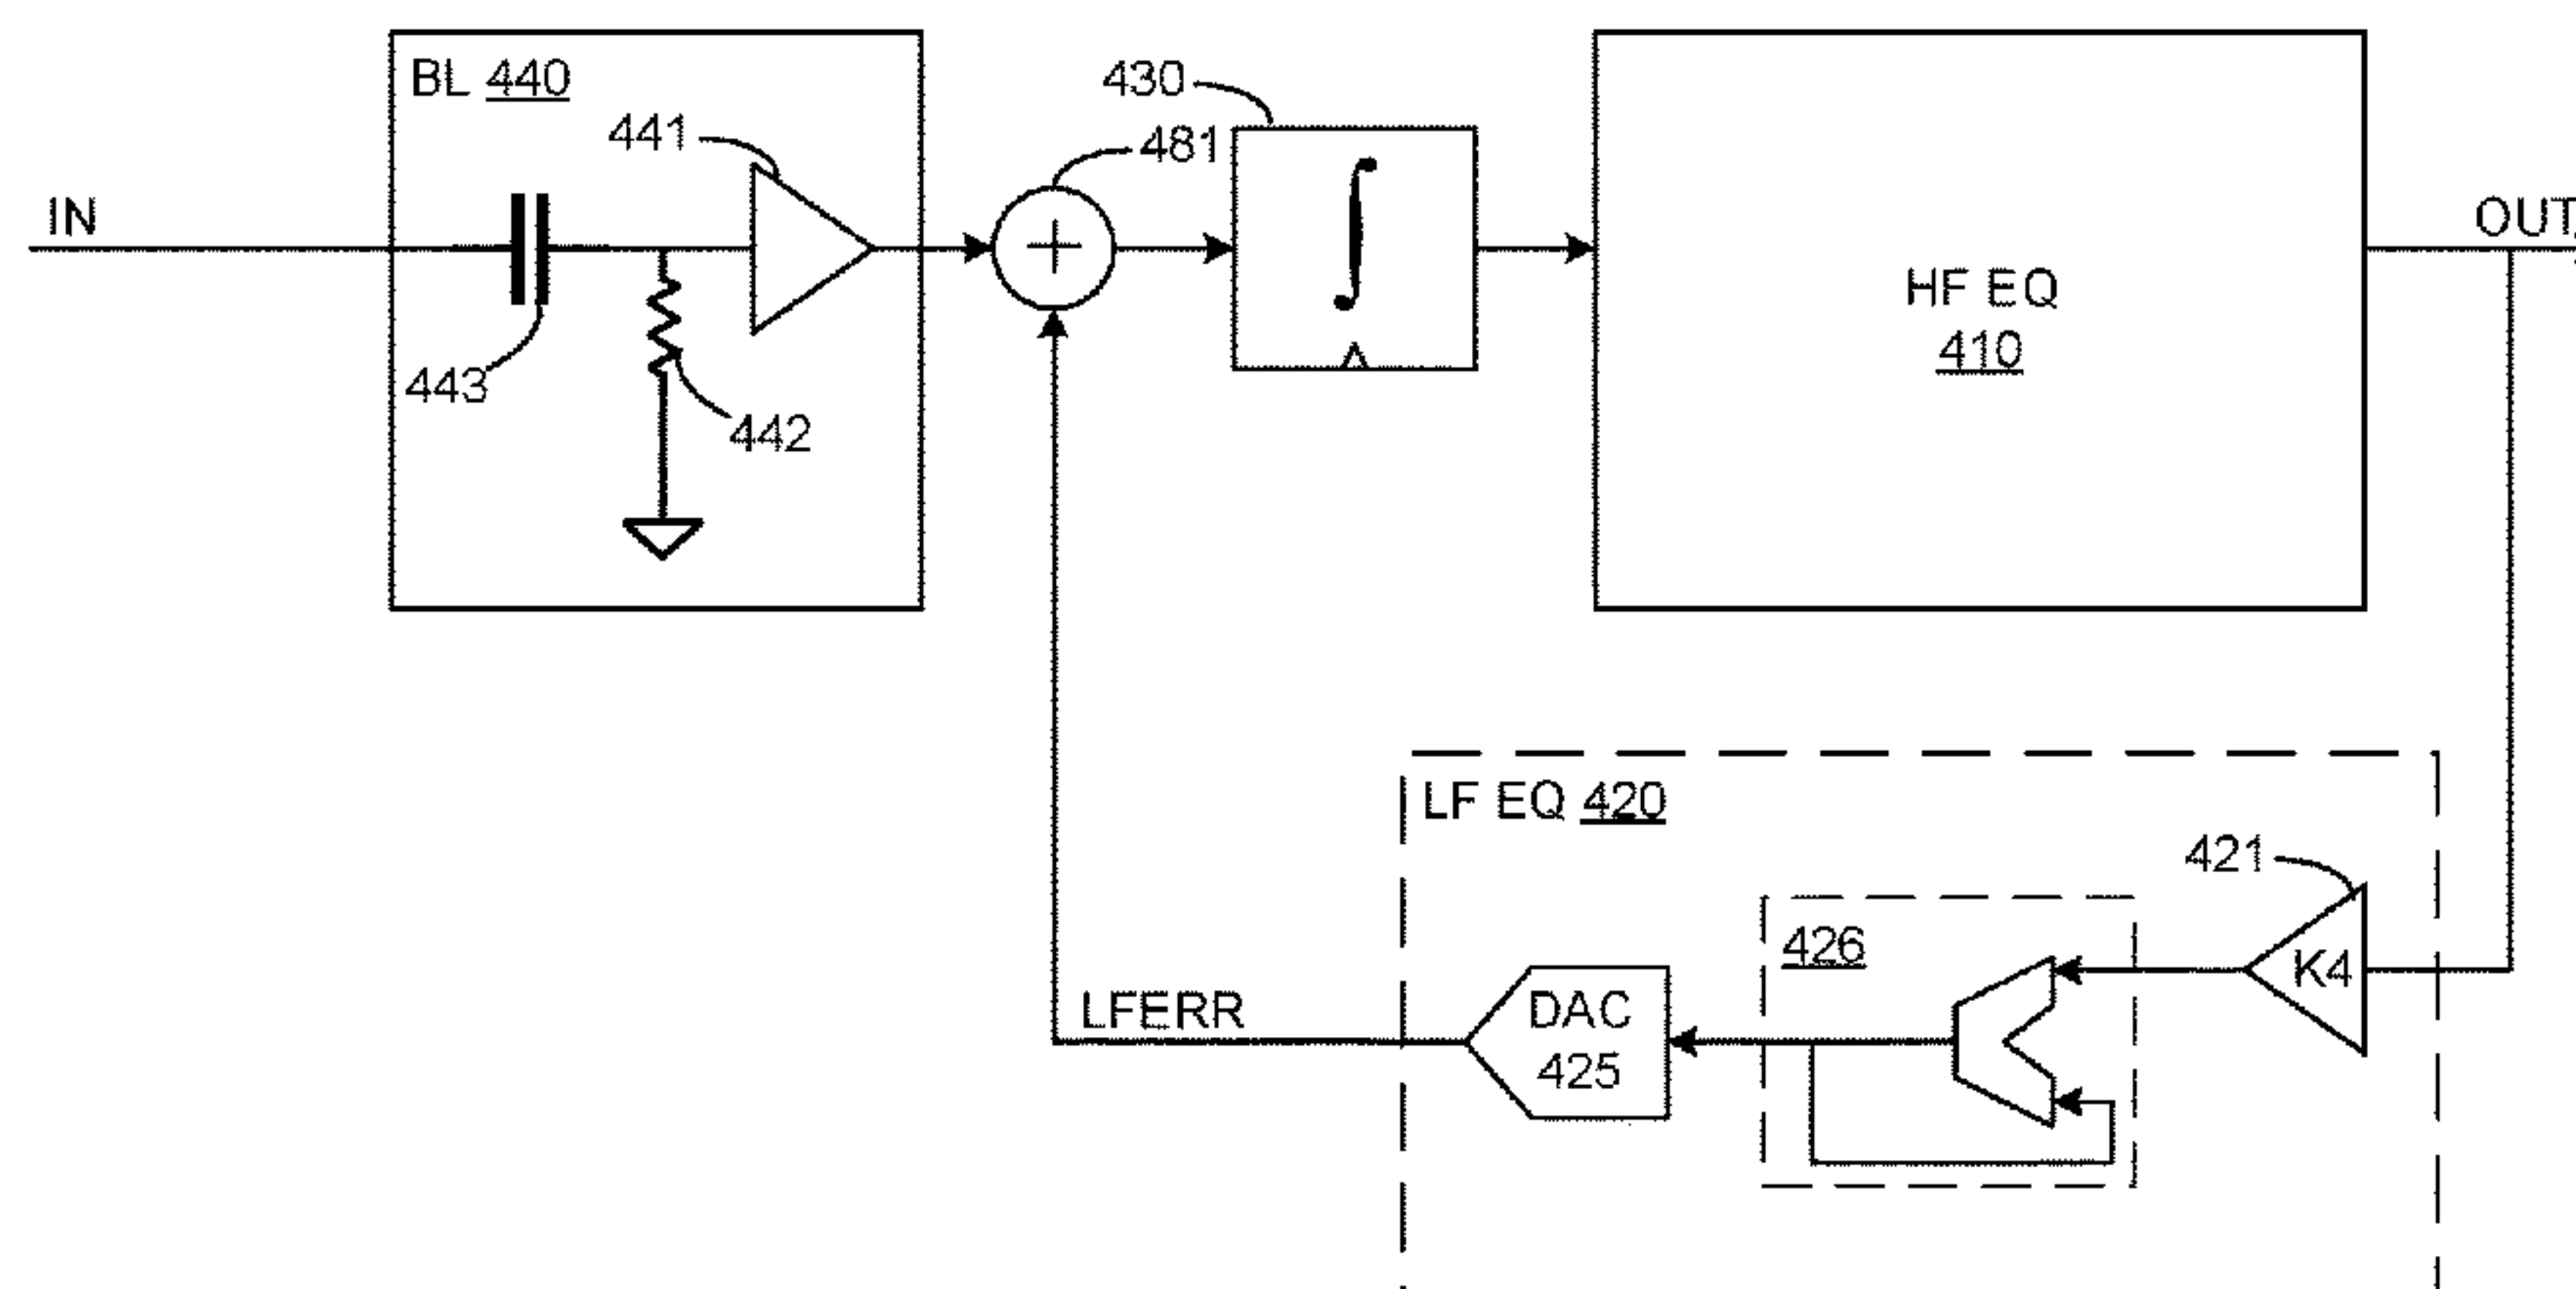 BL 440
441
430
481
IN
443
442
∫
HF EQ
410
OUT
LF EQ 420
421
426
K4
LFERR
DAC
425